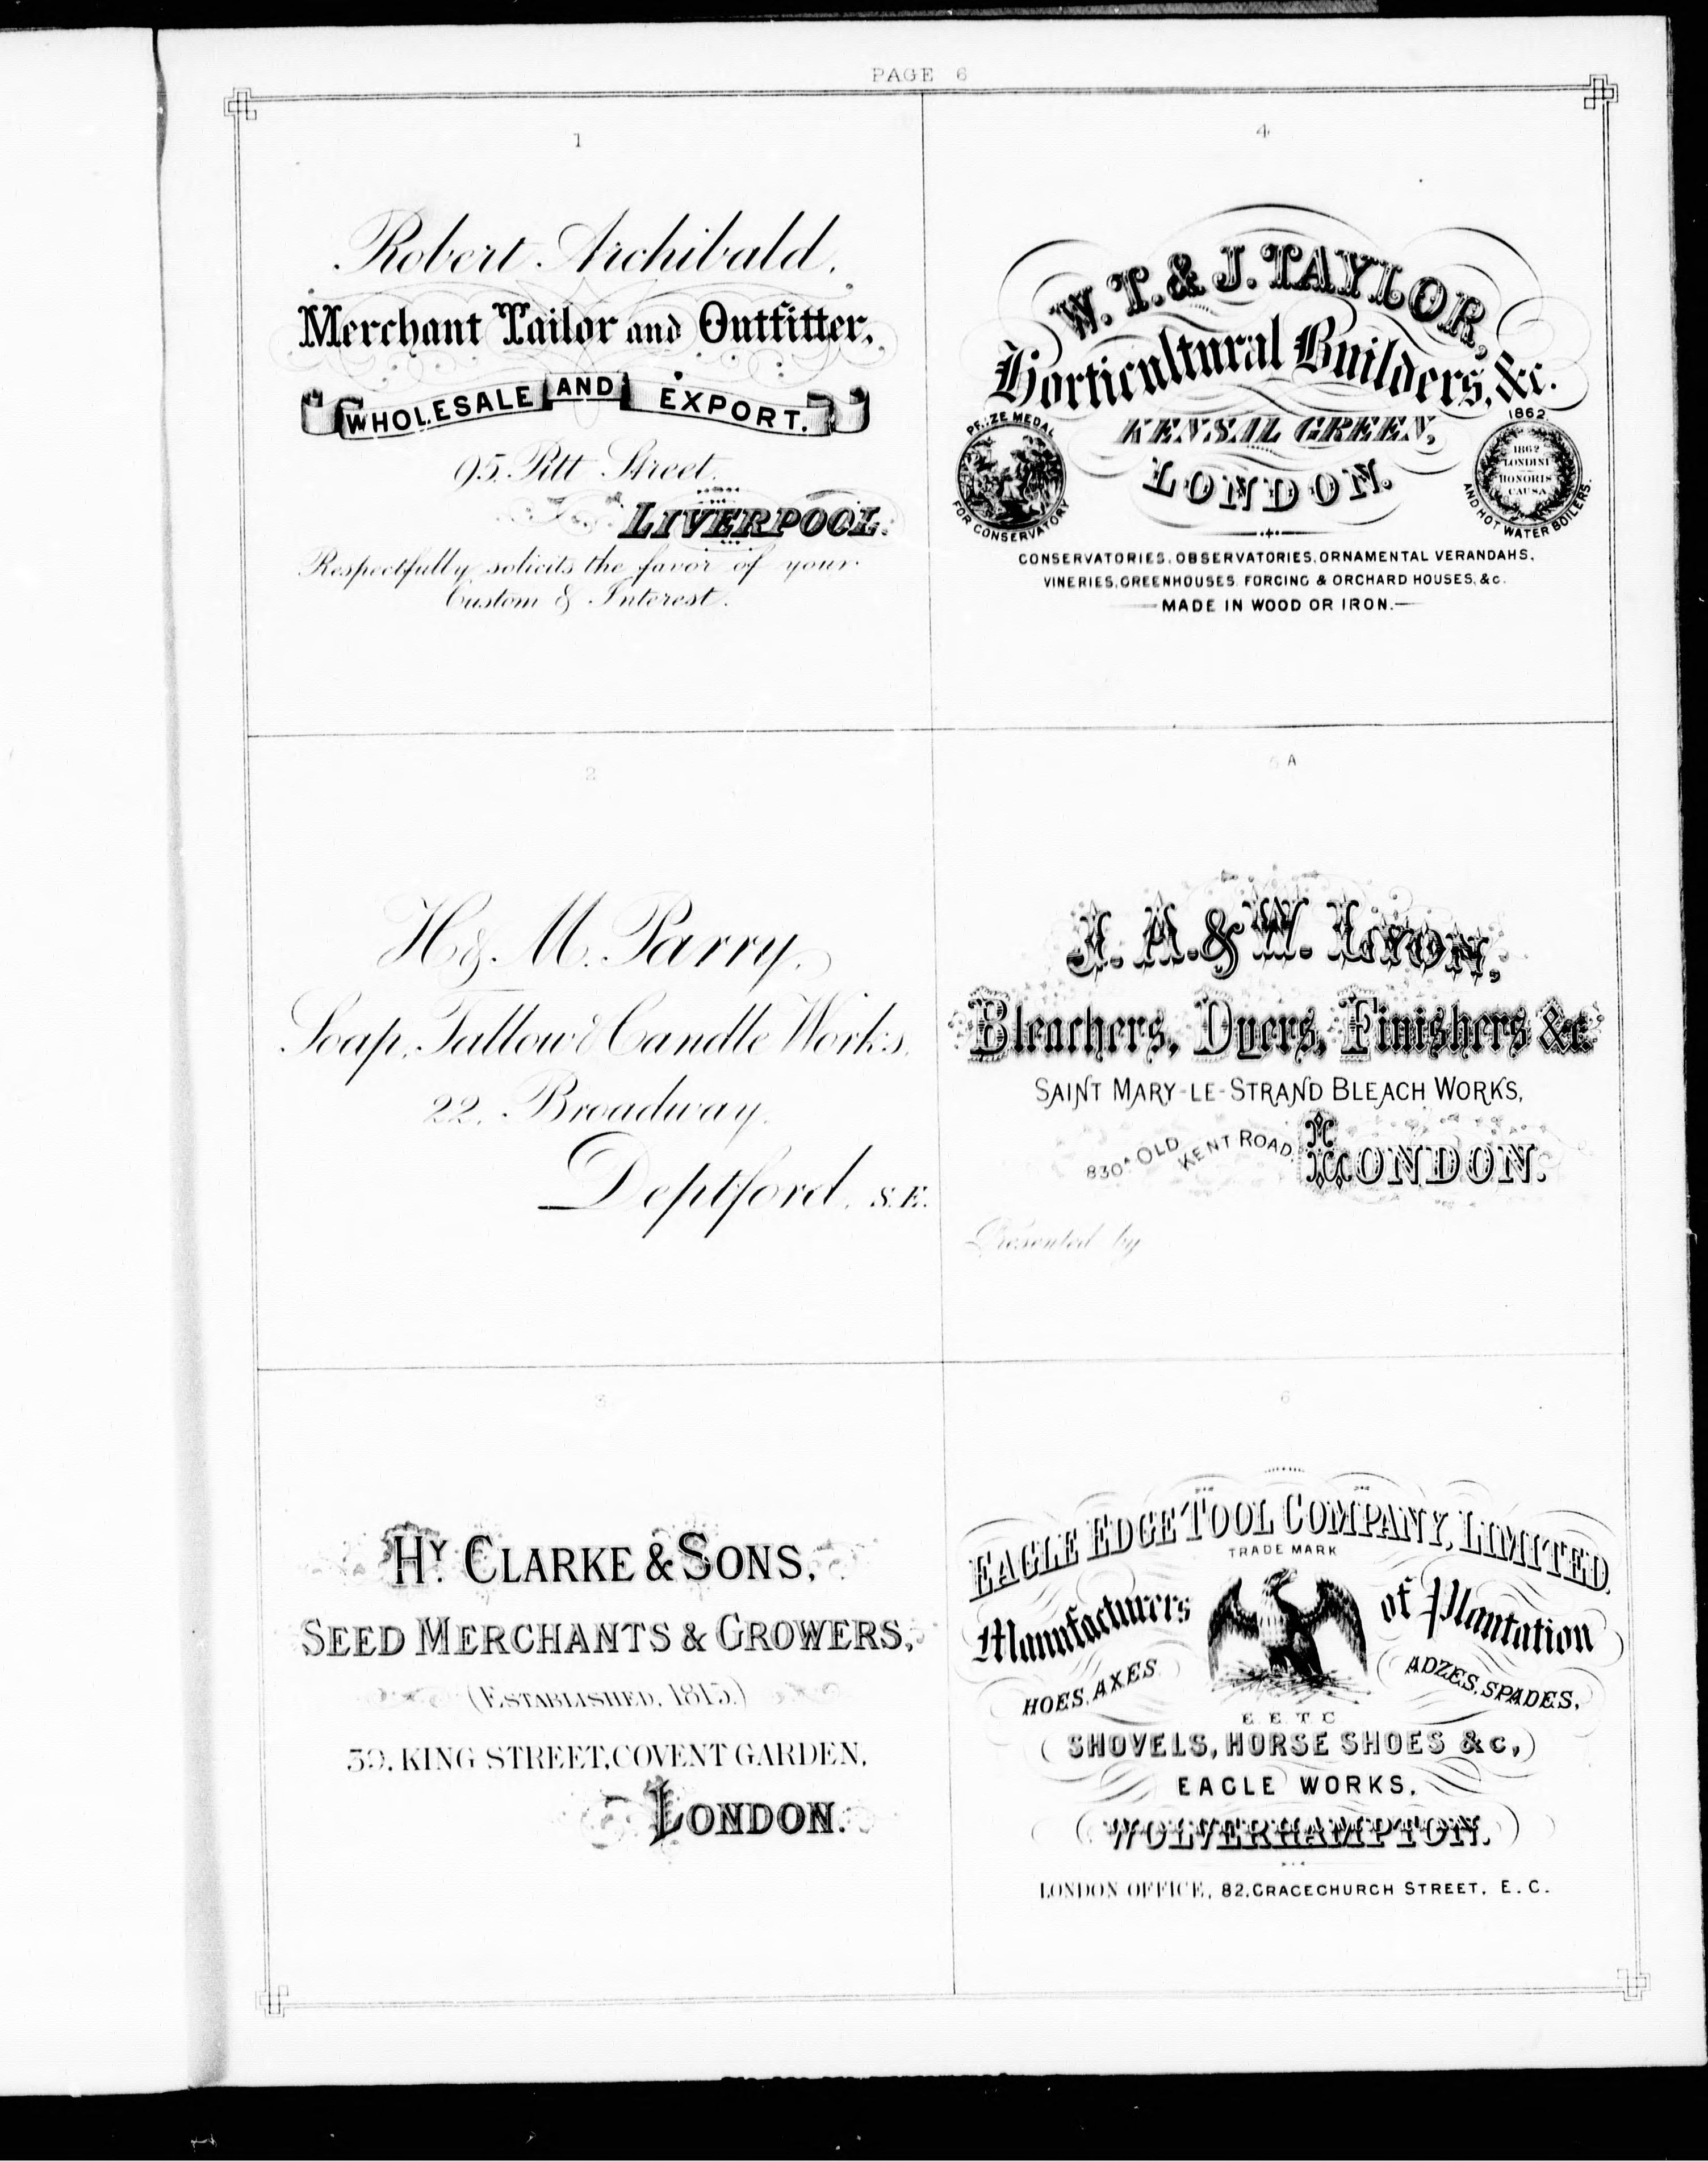 PAGE 6
1
Robert Archibald,
Merchant Tailor and Outfitter,
WHOLESALE AND EXPORT.
95, Pitt Street,
LIVERPOOL.
Respectfully solicits the favor of your
Custom & Interest.
2
H & M. Parry,
Soap, Tallow & Candle Works,
22, Broadway,
Deptford, S.E.
3
HY. CLARKE & SONS,
SEED MERCHANTS & GROWERS,
(ESTABLISHED, 1815.)
39, KING STREET, COVENT GARDEN,
LONDON.
4
W. T. & J. TAYLOR,
Horticultural Builders, &c.
KENSAL GREEN,
LONDON.
PRIZE MEDAL
FOR CONSERVATORY
1862
1862
LONDINI
HONORIS
CAUSA
AND HOT WATER BOILERS.
CONSERVATORIES, OBSERVATORIES, ORNAMENTAL VERANDAHS,
VINERIES, GREENHOUSES, FORCING & ORCHARD HOUSES, &c.
MADE IN WOOD OR IRON.
5 A
J. A. & W. LYON,
Bleachers, Dyers, Finishers &c.
SAINT MARY-LE-STRAND BLEACH WORKS,
830A OLD KENT ROAD,
LONDON.
Presented by
6
EAGLE EDGE TOOL COMPANY, LIMITED.
TRADE MARK
Manufacturers of Plantation
HOES, AXES, ADZES, SPADES,
E. E. T. C
SHOVELS, HORSE SHOES &c,
EAGLE WORKS,
WOLVERHAMPTON.
LONDON OFFICE, 82, GRACECHURCH STREET, E.C.